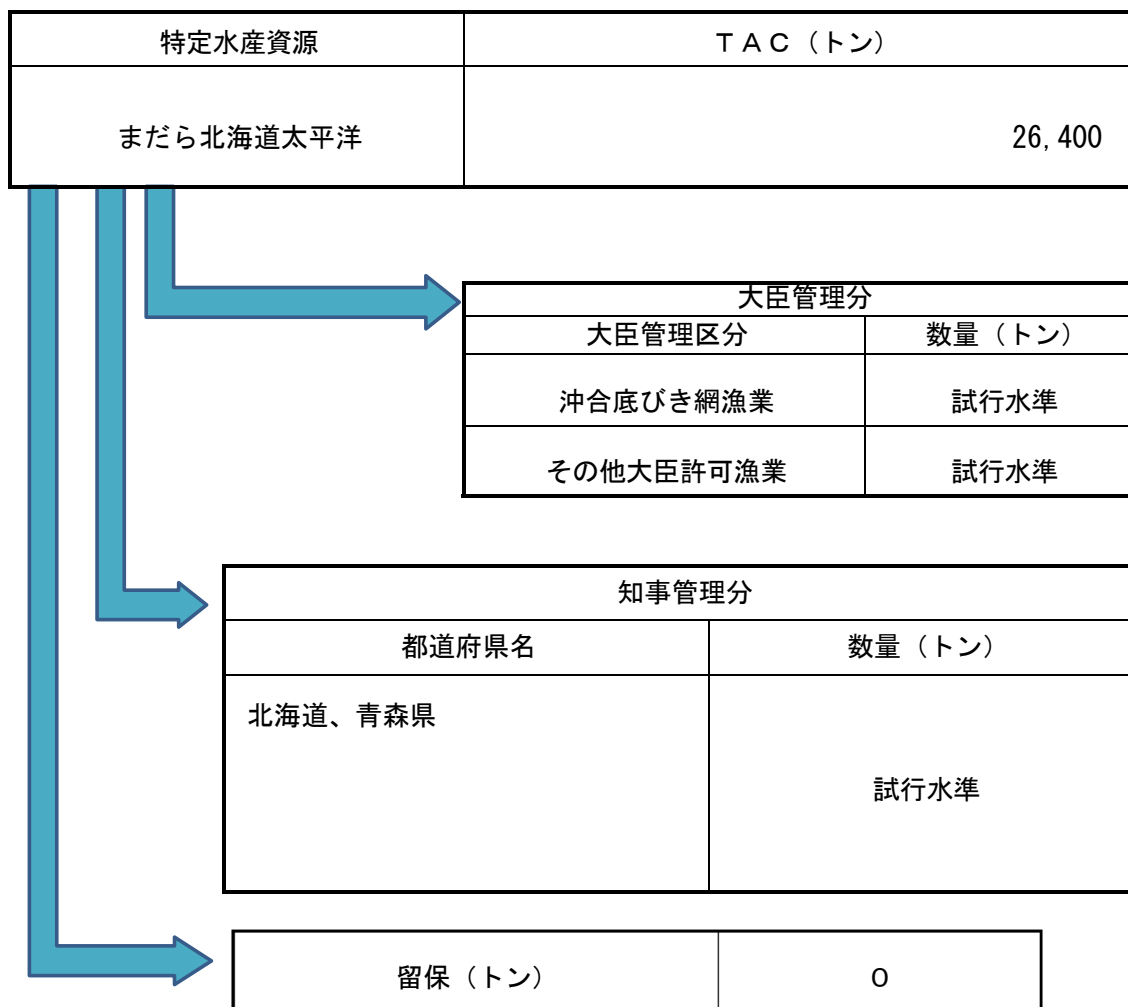 特定水産資源 TAC(トン)
まだら北海道太平洋 26,400
大臣管理分
大臣管理区分 数量(トン)
沖合底びき網漁業 試行水準
その他大臣許可漁業 試行水準
知事管理分
都道府県名 数量(トン)
北海道、青森県
試行水準
留保(トン) 0